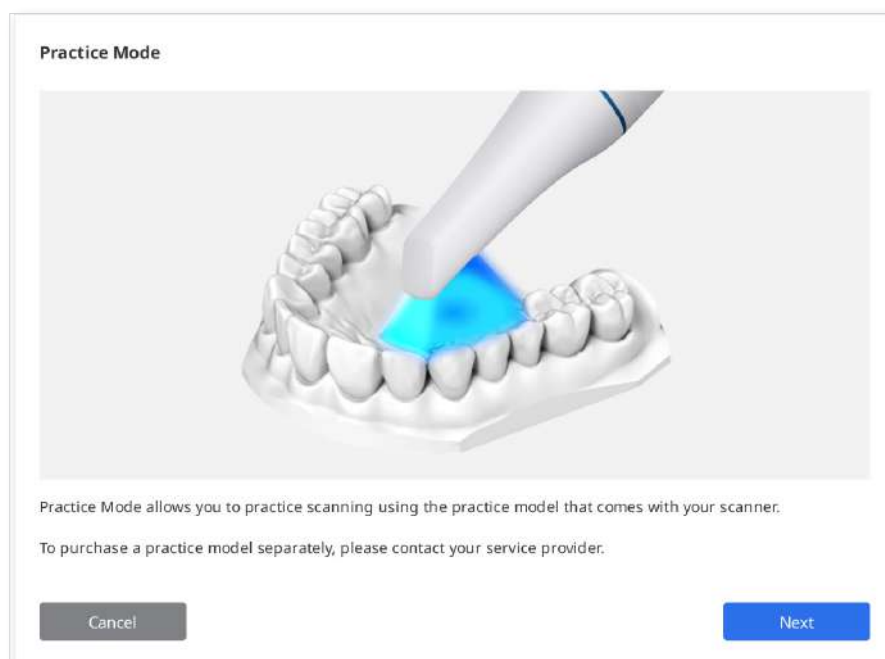 Practice Mode
Practice Mode allows you to practice scanning using the practice model that comes with your scanner.
To purchase a practice model separately, please contact your service provider.
Cancel
Next